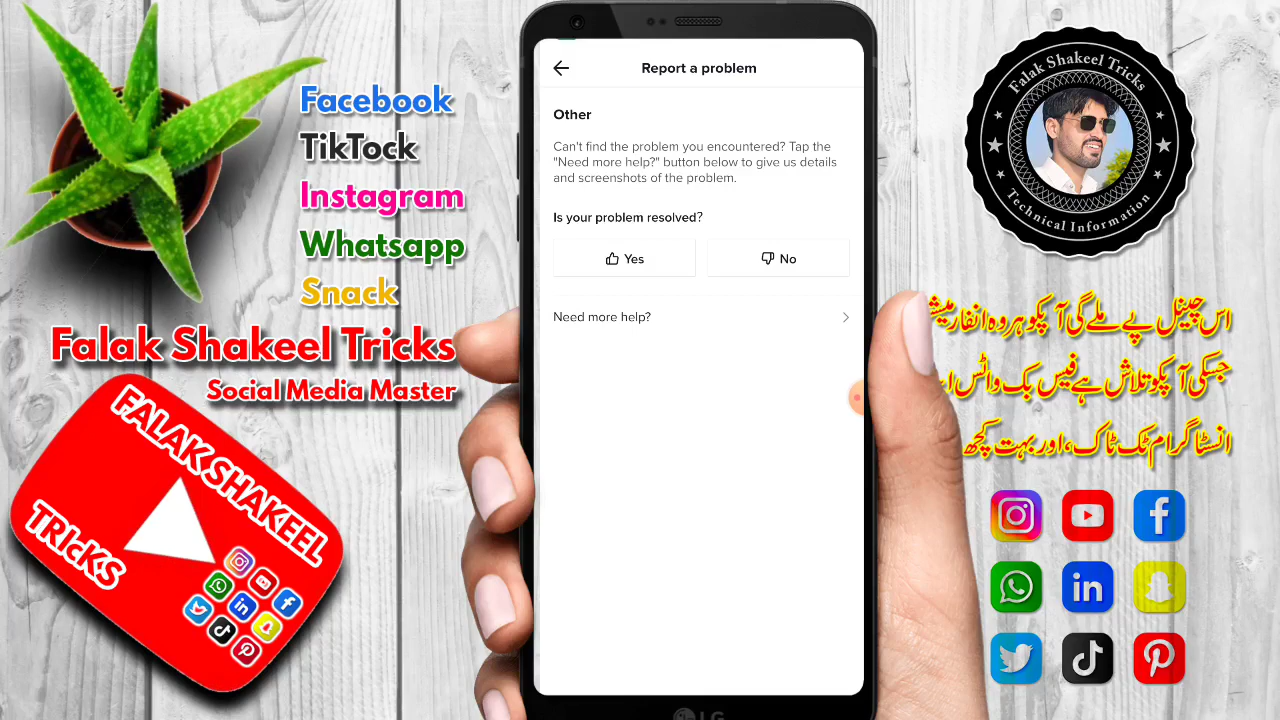 Facebook
TikTock
Instagram
Whatsapp
Snack
Falak Shakeel Tricks
Social Media Master
FALAK SHAKEEL
TRIcKS
Report a problem
Other
Can't find the problem you encountered? Tap the
"Need more help?" button below to give us details
and screenshots of the problem.
Is your problem resolved?
Yes
No
Need more help?
LG
Falak Shakeel Tricks
Technical Information
اس چینل پے ملے گی آپکو ہر وہ
جسکی آپکو تلاش ہے فیس بک واٹس
انسٹاگرام ٹک ٹاک، اور بہت کچھ